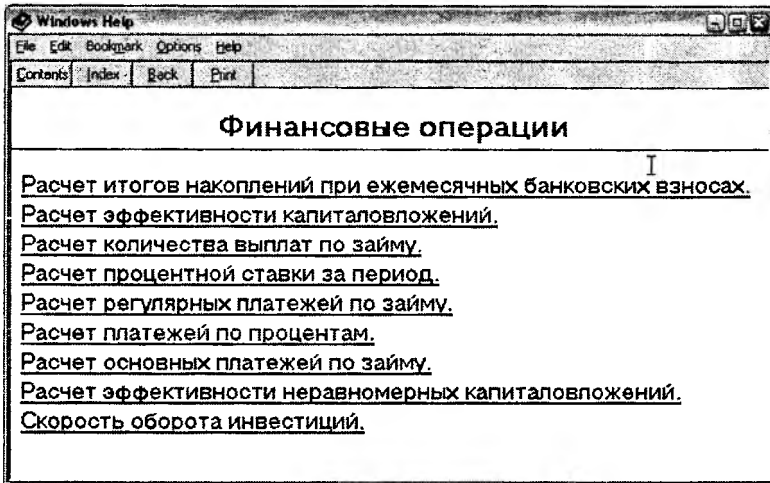 Windows Help
File Edit Bookmark Options Help
Contents Index Back Print
Финансовые операции
Расчет итогов накоплений при ежемесячных банковских взносах.
Расчет эффективности капиталовложений.
Расчет количества выплат по займу.
Расчет процентной ставки за период.
Расчет регулярных платежей по займу.
Расчет платежей по процентам.
Расчет основных платежей по займу.
Расчет эффективности неравномерных капиталовложений.
Скорость оборота инвестиций.